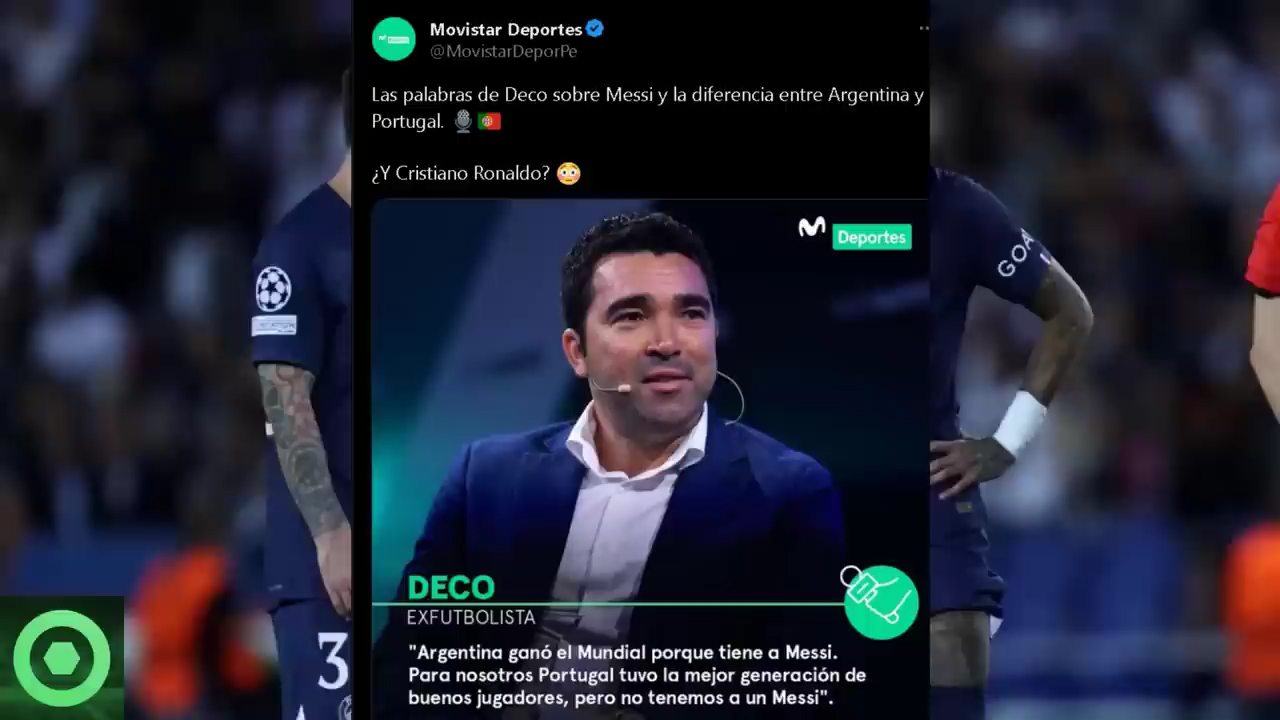 Movistar Deportes
@MovistarDeporPe
Las palabras de Deco sobre Messi y la diferencia entre Argentina y
Portugal. 🎙️🇵🇹
¿Y Cristiano Ronaldo? 😳
Deportes
GOA
DECO
EXFUTBOLISTA
"Argentina ganó el Mundial porque tiene a Messi.
Para nosotros Portugal tuvo la mejor generación de
buenos jugadores, pero no tenemos a un Messi".
3